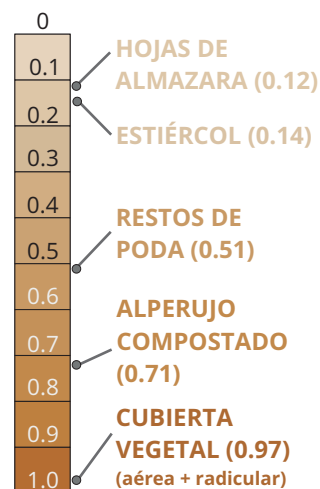 0
0.1
0.2
0.3
0.4
0.5
0.6
0.7
0.8
0.9
1.0
HOJAS DE
ALMAZARA (0.12)
ESTIÉRCOL (0.14)
RESTOS DE
PODA (0.51)
ALPERUJO
COMPOSTADO
(0.71)
CUBIERTA
VEGETAL (0.97)
(aérea + radicular)